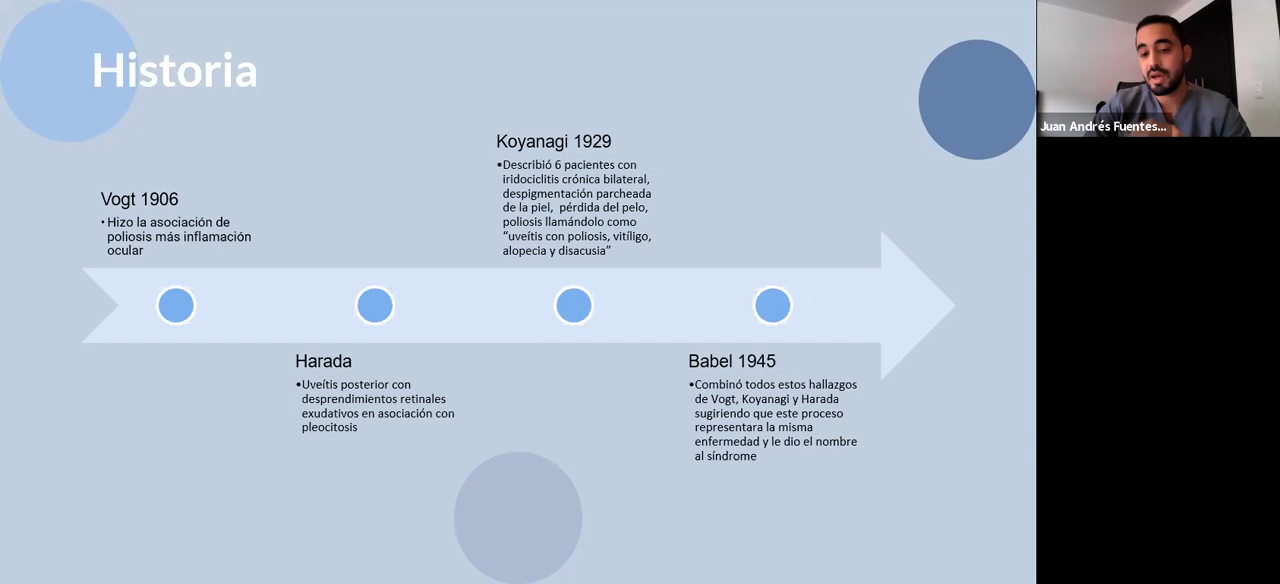 Historia
Vogt 1906
• Hizo la asociación de
poliosis más inflamación
ocular
Harada
•Uveítis posterior con
desprendimientos retinales
exudativos en asociación con
pleocitosis
Koyanagi 1929
•Describió 6 pacientes con
iridociclitis crónica bilateral,
despigmentación parcheada
de la piel, pérdida del pelo,
poliosis llamándolo como
“uveítis con poliosis, vitíligo,
alopecia y disacusia”
Babel 1945
•Combinó todos estos hallazgos
de Vogt, Koyanagi y Harada
sugiriendo que este proceso
representara la misma
enfermedad y le dio el nombre
al síndrome
Juan Andrés Fuentes...